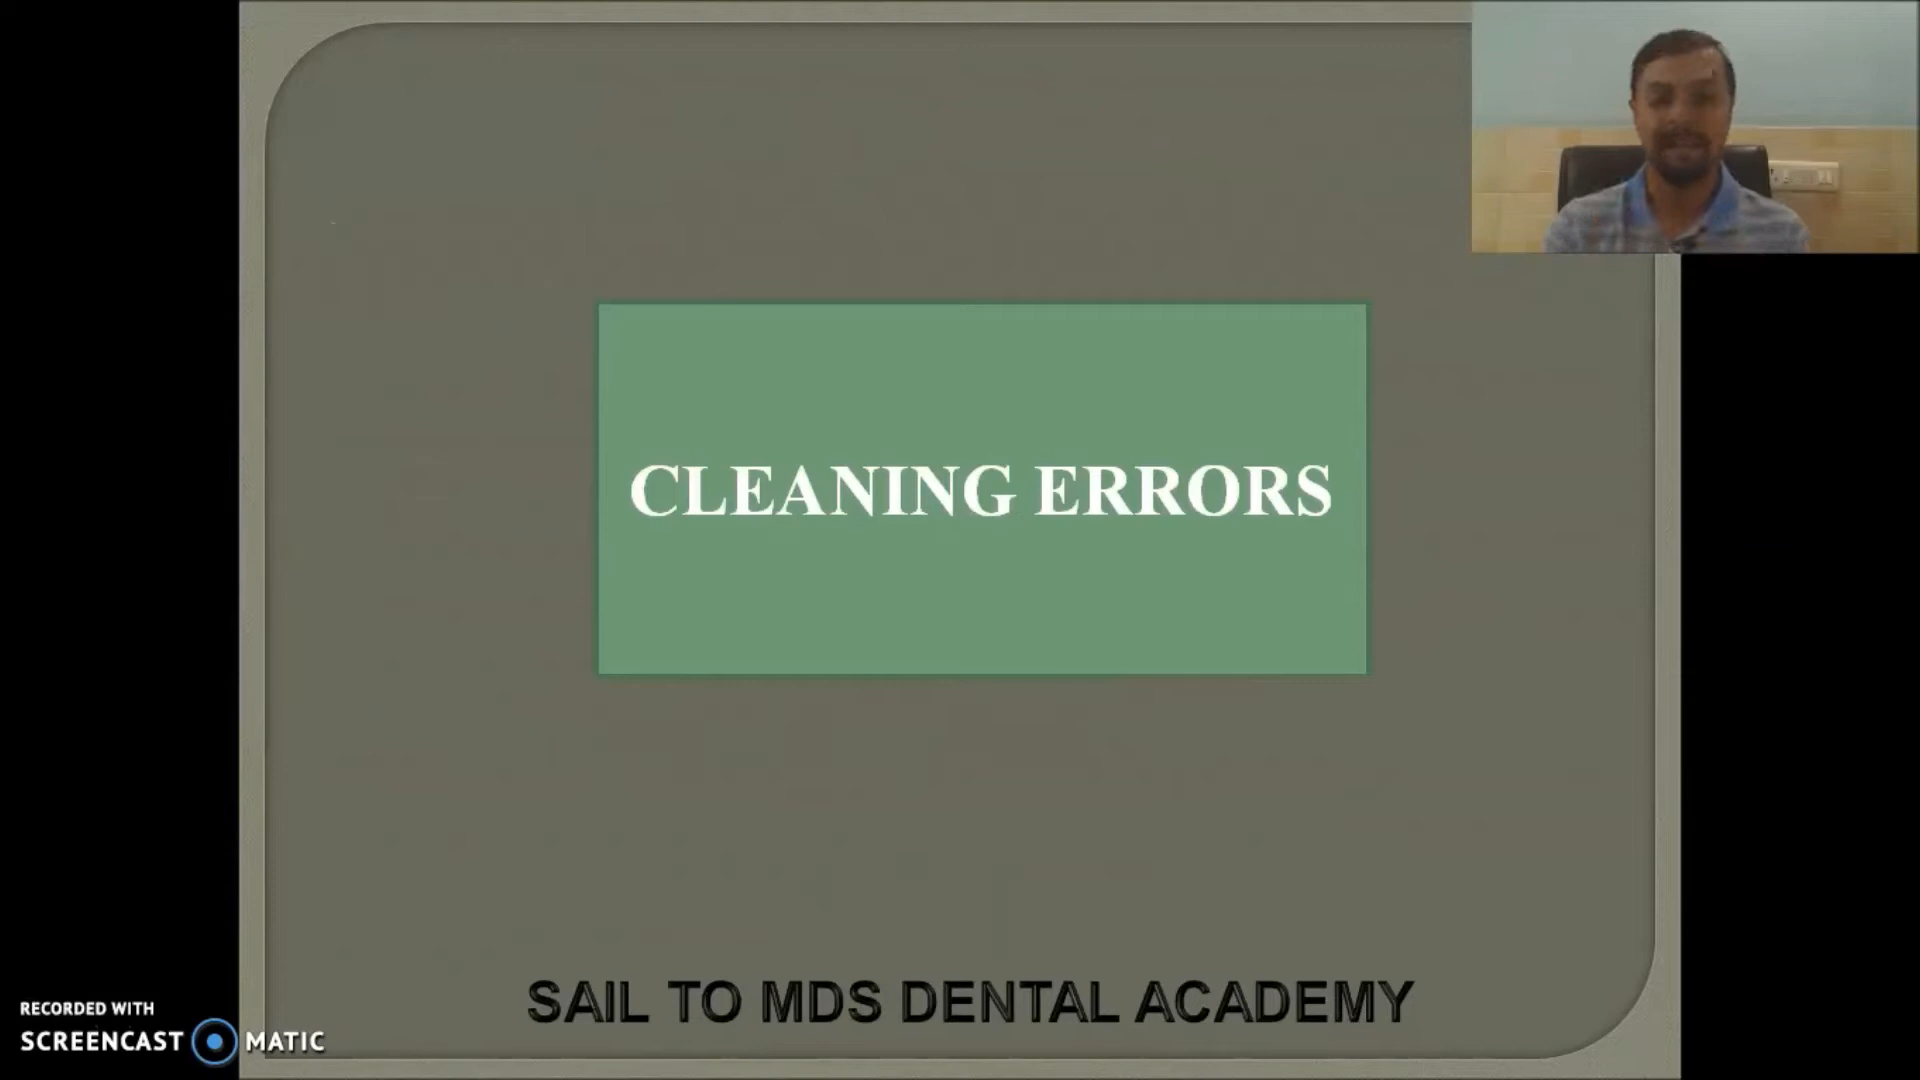 CLEANING ERRORS
SAIL TO MDS DENTAL ACADEMY
RECORDED WITH
SCREENCAST MATIC